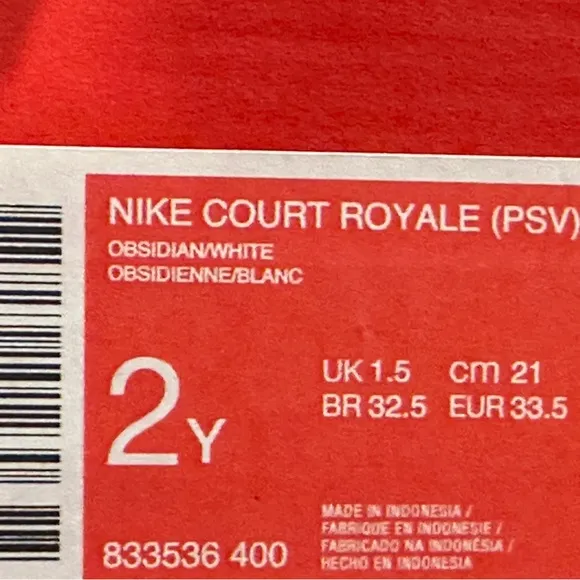 NIKE COURT ROYALE (PSV)
OBSIDIAN/WHITE
OBSIDIENNE/BLANC
2Y
UK 1.5 cm 21
BR 32.5 EUR 33.5
833536 400
MADE IN INDONESIA /
FABRIQUE EN INDONESIE /
FABRICADO NA INDONÉSIA /
HECHO EN INDONESIA